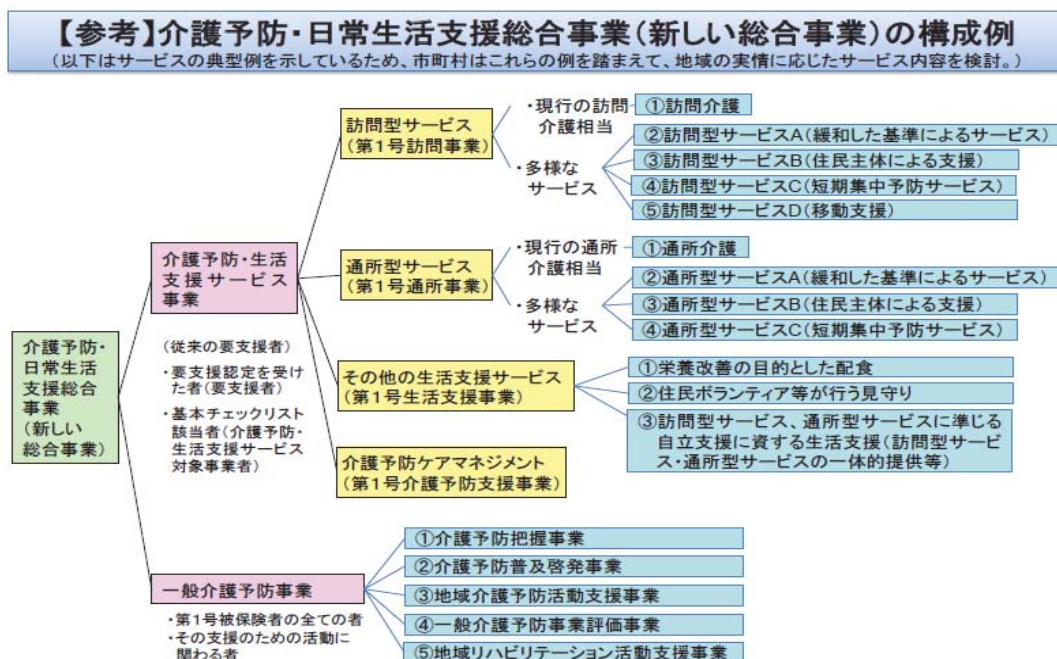 【参考】介護予防・日常生活支援総合事業(新しい総合事業)の構成例
(以下はサービスの典型例を示しているため、市町村はこれらの例を踏まえて、地域の実情に応じたサービス内容を検討。)
介護予防・
日常生活
支援総合
事業
(新しい
総合事業)
介護予防・生活
支援サービス
事業
(従来の要支援者)
・要支援認定を受け
た者(要支援者)
・基本チェックリスト
該当者(介護予防・
生活支援サービス
対象事業者)
訪問型サービス
(第1号訪問事業)
・現行の訪問
介護相当
①訪問介護
・多様な
サービス
②訪問型サービスA(緩和した基準によるサービス)
③訪問型サービスB(住民主体による支援)
④訪問型サービスC(短期集中予防サービス)
⑤訪問型サービスD(移動支援)
通所型サービス
(第1号通所事業)
・現行の通所
介護相当
①通所介護
・多様な
サービス
②通所型サービスA(緩和した基準によるサービス)
③通所型サービスB(住民主体による支援)
④通所型サービスC(短期集中予防サービス)
その他の生活支援サービス
(第1号生活支援事業)
①栄養改善の目的とした配食
②住民ボランティア等が行う見守り
③訪問型サービス、通所型サービスに準じる
自立支援に資する生活支援(訪問型サービ
ス・通所型サービスの一体的提供等)
介護予防ケアマネジメント
(第1号介護予防支援事業)
一般介護予防事業
・第1号被保険者の全ての者
・その支援のための活動に
関わる者
①介護予防把握事業
②介護予防普及啓発事業
③地域介護予防活動支援事業
④一般介護予防事業評価事業
⑤地域リハビリテーション活動支援事業